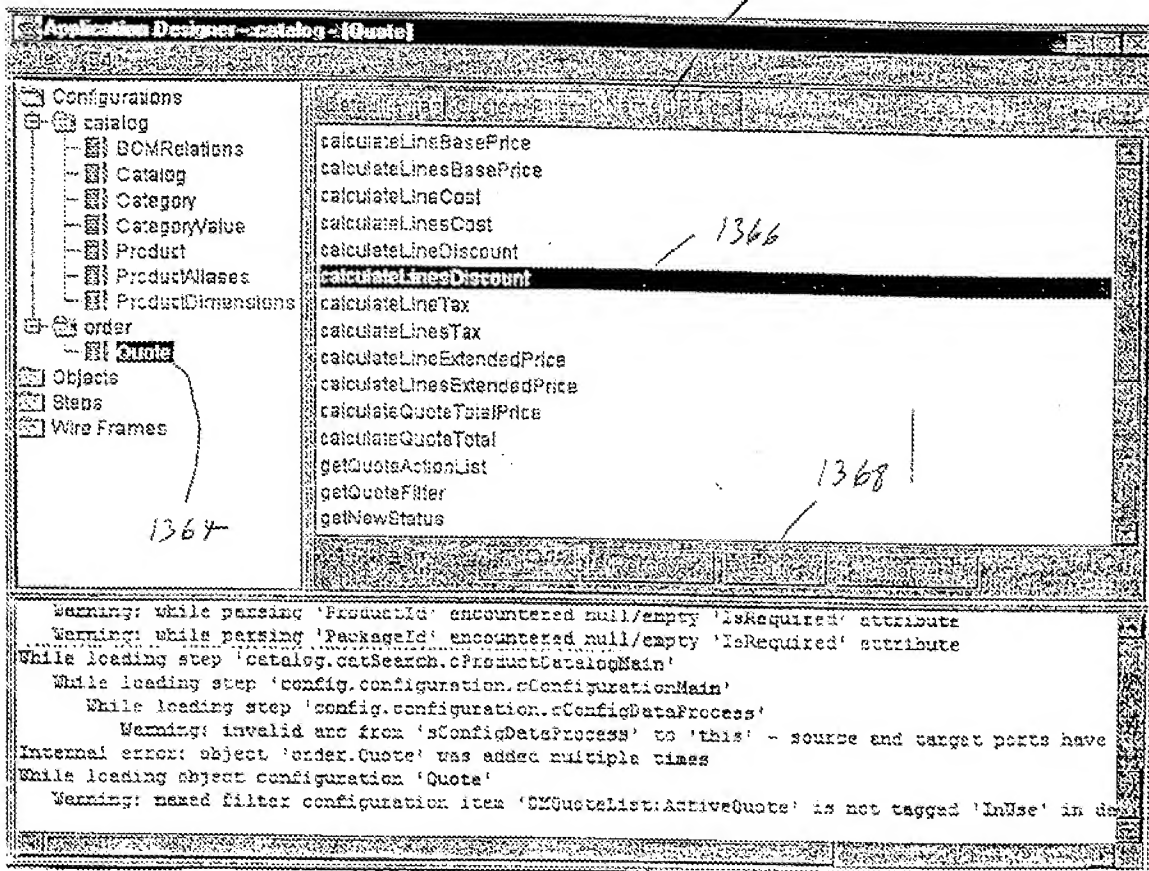 Application Designer - catalog - [Quote]
Configurations
catalog
BOMRelations
Catalog
Category
CategoryValue
Product
ProductAliases
ProductDimensions
order
Quote
Objects
Steps
Wire Frames
1364
calculateLineBasePrice
calculateLinesBasePrice
calculateLineCost
calculateLinesCost
calculateLineDiscount
1366
calculateLinesDiscount
calculateLineTax
calculateLinesTax
calculateLineExtendedPrice
calculateLinesExtendedPrice
calculateQuoteTotalPrice
calculateQuoteTotal
getQuoteActionList
getQuoteFilter
getNewStatus
1368
Warning: while parsing 'ProductId' encountered null/empty 'IsRequired' attribute
Warning: while parsing 'PackageId' encountered null/empty 'IsRequired' attribute
While loading step 'catalog.catSearch.cProductCatalogMain'
While loading step 'config.configuration.cConfigurationMain'
While loading step 'config.configuration.cConfigDataProcess'
Warning: invalid arc from 'sConfigDataProcess' to 'this' - source and target ports have
Internal error: object 'order.Quote' was added multiple times
While loading object configuration 'Quote'
Warning: named filter configuration item 'SMQuoteList:ActiveQuote' is not tagged 'InUse' in